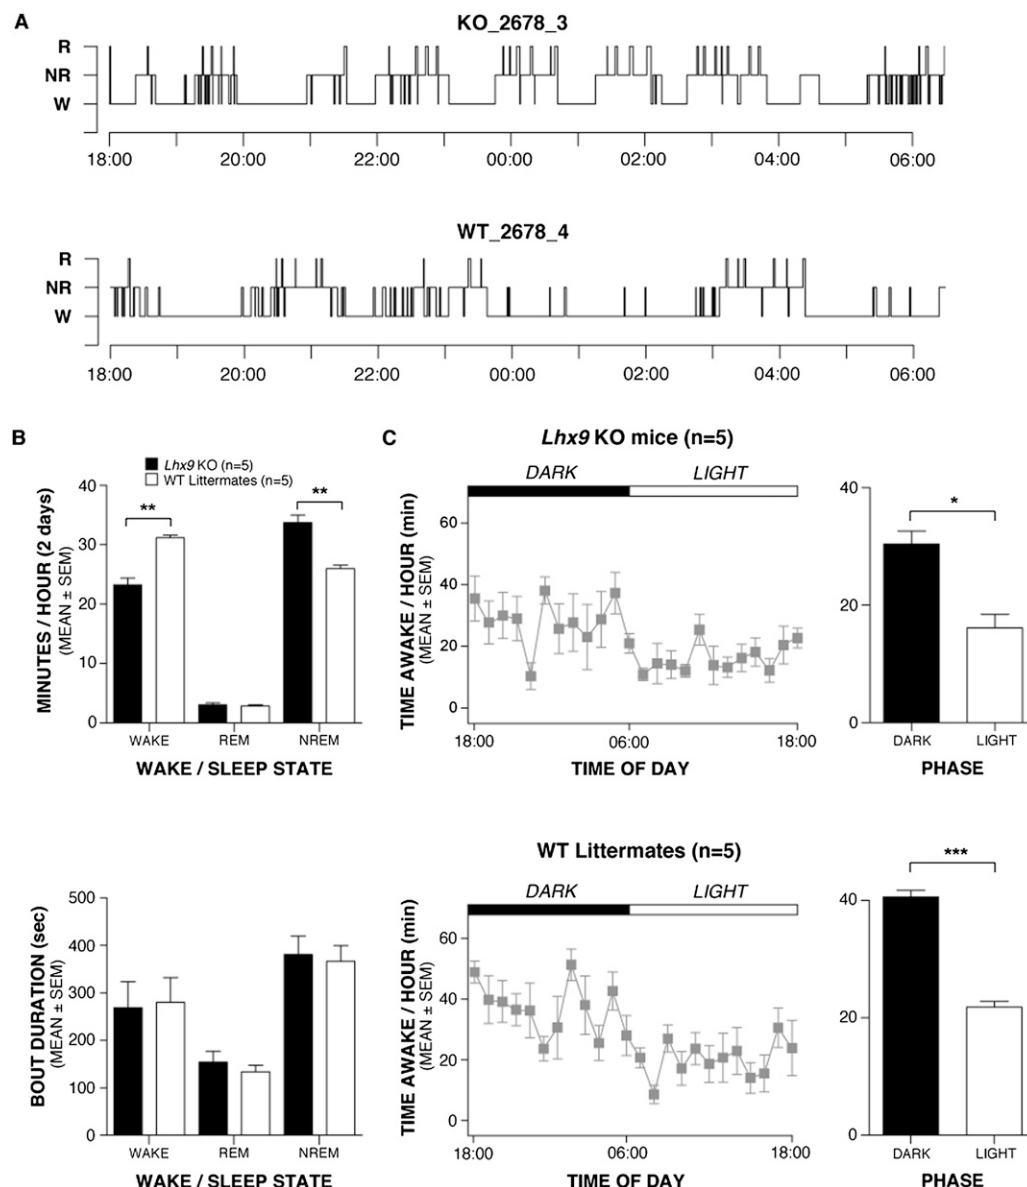 A
KO_2678_3
R
NR
W
18:00 20:00 22:00 00:00 02:00 04:00 06:00
WT_2678_4
R
NR
W
18:00 20:00 22:00 00:00 02:00 04:00 06:00
B
Lhx9 KO (n=5)
WT Littermates (n=5)
MINUTES / HOUR (2 days)
(MEAN ± SEM)
40
30
20
10
0
**
**
WAKE REM NREM
WAKE / SLEEP STATE
C
Lhx9 KO mice (n=5)
DARK LIGHT
TIME AWAKE / HOUR (min)
(MEAN ± SEM)
60
40
20
0
18:00 06:00 18:00
TIME OF DAY
40
20
0
*
DARK LIGHT
PHASE
BOUT DURATION (sec)
(MEAN ± SEM)
500
400
300
200
100
0
WAKE REM NREM
WAKE / SLEEP STATE
WT Littermates (n=5)
DARK LIGHT
TIME AWAKE / HOUR (min)
(MEAN ± SEM)
60
40
20
0
18:00 06:00 18:00
TIME OF DAY
***
40
20
0
DARK LIGHT
PHASE